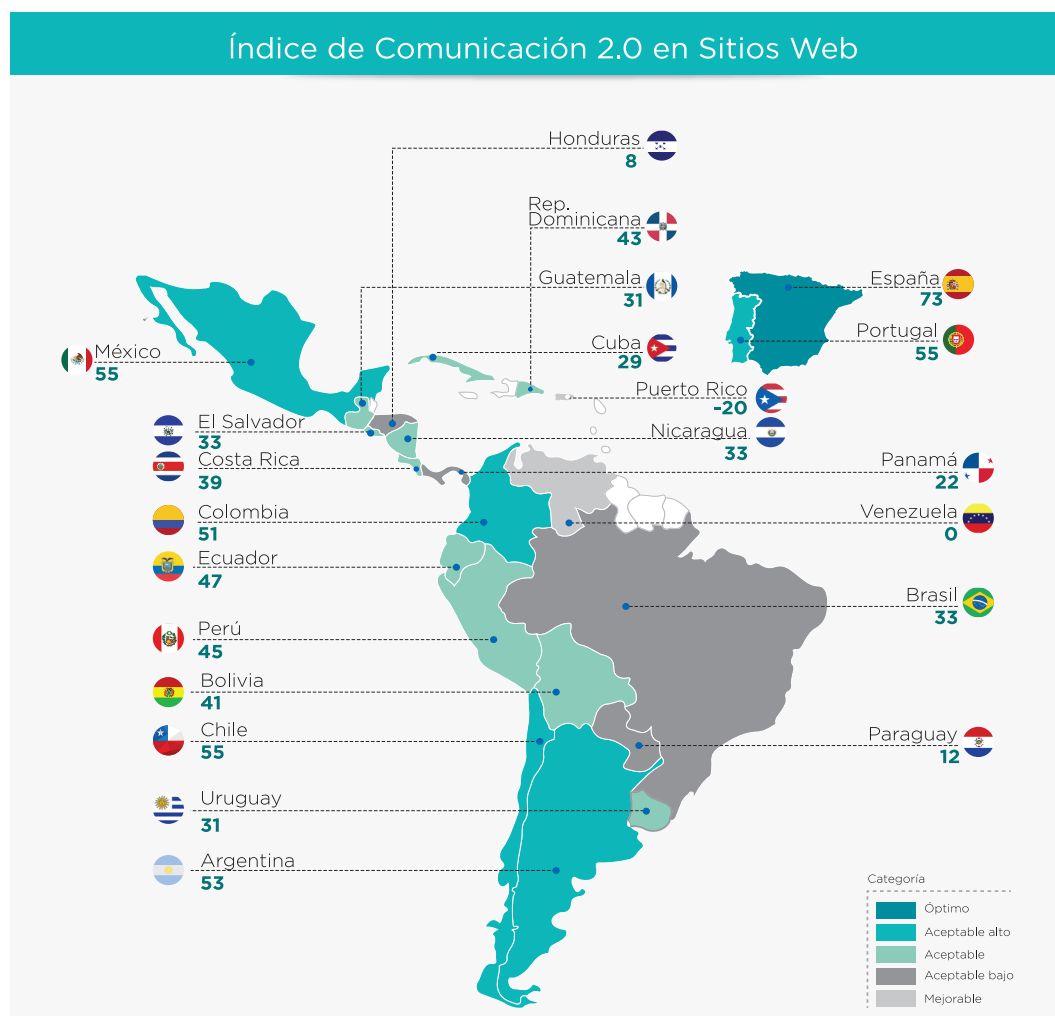 Índice de Comunicación 2.0 en Sitios Web
Honduras
8
Rep.
Dominicana
43
Guatemala
31
España
73
Portugal
55
Cuba
29
México
55
Puerto Rico
-20
El Salvador
33
Nicaragua
33
Costa Rica
39
Panamá
22
Colombia
51
Venezuela
0
Ecuador
47
Brasil
33
Perú
45
Bolivia
41
Chile
55
Paraguay
12
Uruguay
31
Argentina
53
Categoría
Óptimo
Aceptable alto
Aceptable
Aceptable bajo
Mejorable